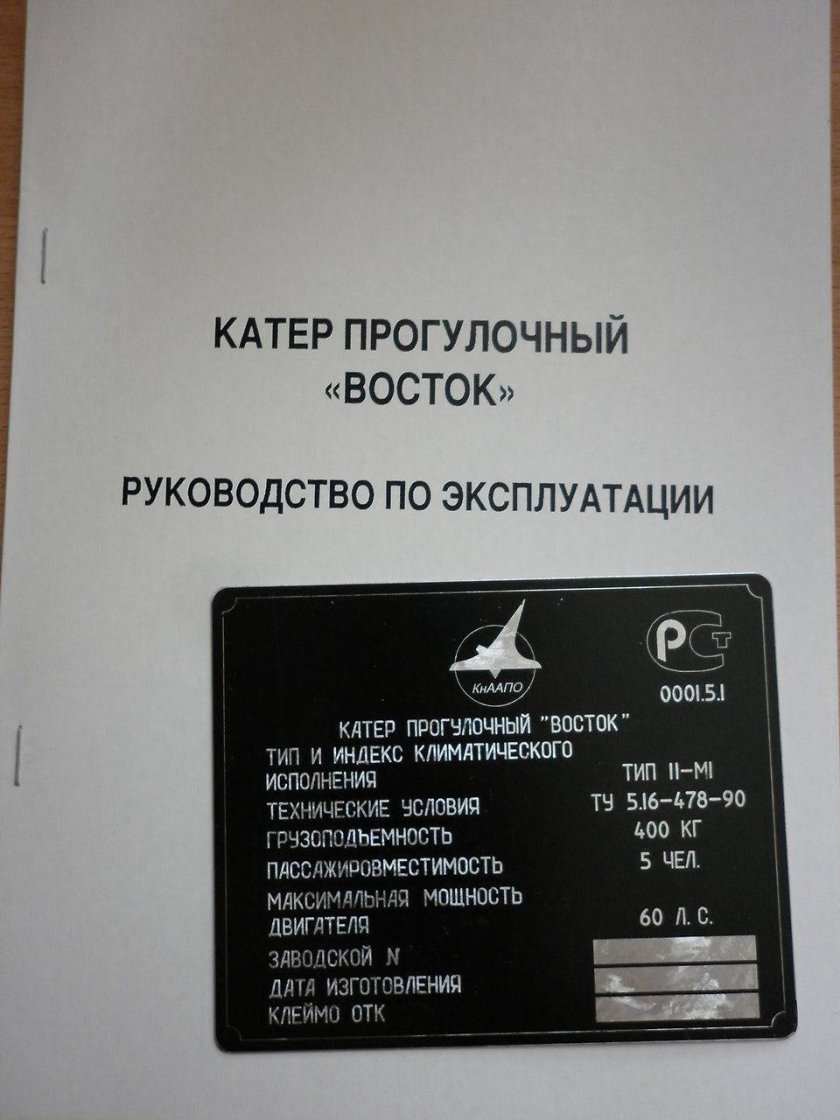 КАТЕР ПРОГУЛОЧНЫЙ
«ВОСТОК»
РУКОВОДСТВО ПО ЭКСПЛУАТАЦИИ
КнААПО
РСТ
0001.5.1
КАТЕР ПРОГУЛОЧНЫЙ "ВОСТОК"
ТИП И ИНДЕКС КЛИМАТИЧЕСКОГО
ИСПОЛНЕНИЯ ТИП II-М1
ТЕХНИЧЕСКИЕ УСЛОВИЯ ТУ 5.16-478-90
ГРУЗОПОДЪЕМНОСТЬ 400 КГ
ПАССАЖИРОВМЕСТИМОСТЬ 5 ЧЕЛ.
МАКСИМАЛЬНАЯ МОЩНОСТЬ
ДВИГАТЕЛЯ 60 Л. С.
ЗАВОДСКОЙ N
ДАТА ИЗГОТОВЛЕНИЯ
КЛЕЙМО ОТК